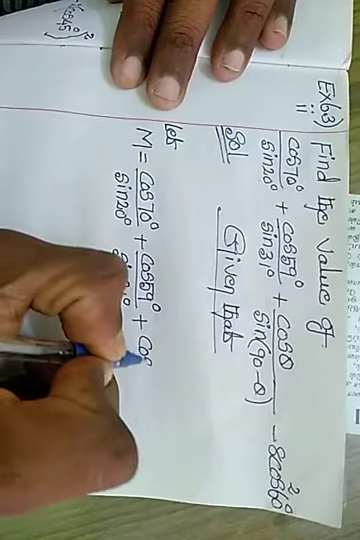 Ex 6.3) Find the value of
ii
cos70°/sin20° + cos59°/sin31° + cosθ/sin(90-θ) - 8cos²60°
Sol Given that
Let
M = cos70°/sin20° + cos59°/sin31° + cos